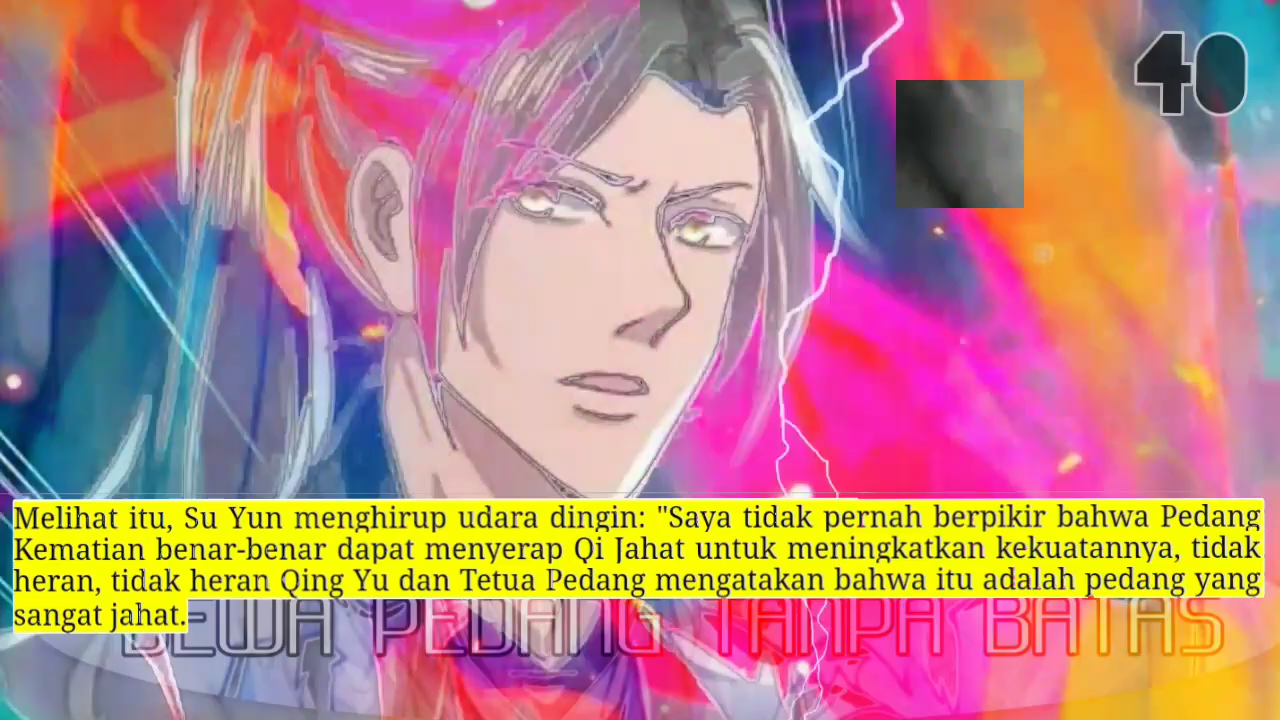 40
Melihat itu, Su Yun menghirup udara dingin: "Saya tidak pernah berpikir bahwa Pedang
Kematian benar-benar dapat menyerap Qi Jahat untuk meningkatkan kekuatannya, tidak
heran, tidak heran Qing Yu dan Tetua Pedang mengatakan bahwa itu adalah pedang yang
sangat jahat.
DEWA PEDANG TANPA BATAS